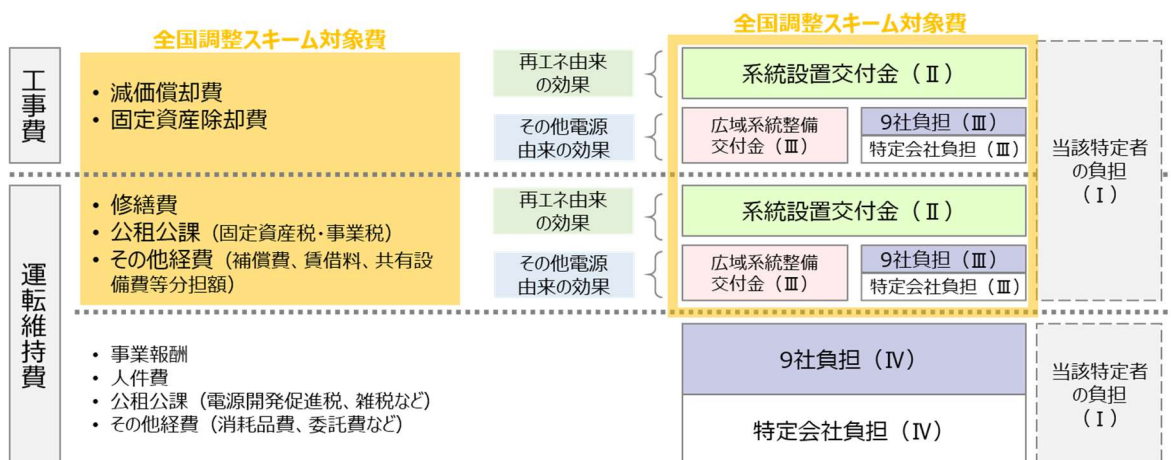 全国調整スキーム対象費
全国調整スキーム対象費
工事費
・減価償却費
・固定資産除却費
再エネ由来
の効果
系統設置交付金(Ⅱ)
その他電源
由来の効果
広域系統整備
交付金(Ⅲ)
9社負担(Ⅲ)
特定会社負担(Ⅲ)
当該特定者
の負担
(Ⅰ)
運転維持費
・修繕費
・公租公課(固定資産税・事業税)
・その他経費(補償費、賃借料、共有設
備費等分担額)
再エネ由来
の効果
系統設置交付金(Ⅱ)
その他電源
由来の効果
広域系統整備
交付金(Ⅲ)
9社負担(Ⅲ)
特定会社負担(Ⅲ)
・事業報酬
・人件費
・公租公課(電源開発促進税、雑税など)
・その他経費(消耗品費、委託費など)
9社負担(Ⅳ)
特定会社負担(Ⅳ)
当該特定者
の負担
(Ⅰ)